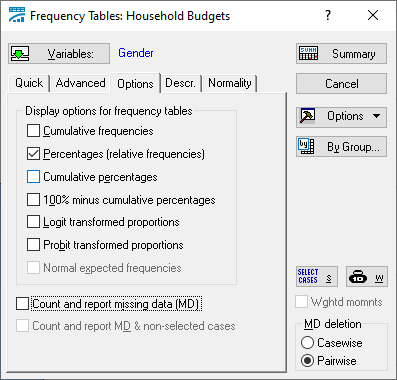 Frequency Tables: Household Budgets
Variables: Gender
Summary
Quick Advanced Options Descr. Normality
Cancel
Display options for frequency tables
Options
Cumulative frequencies
Percentages (relative frequencies)
By Group...
Cumulative percentages
100% minus cumulative percentages
Logit transformed proportions
Probit transformed proportions
Normal expected frequencies
SELECT CASES S W
Count and report missing data (MD)
Wghtd momnts
Count and report MD & non-selected cases
MD deletion
Casewise
Pairwise